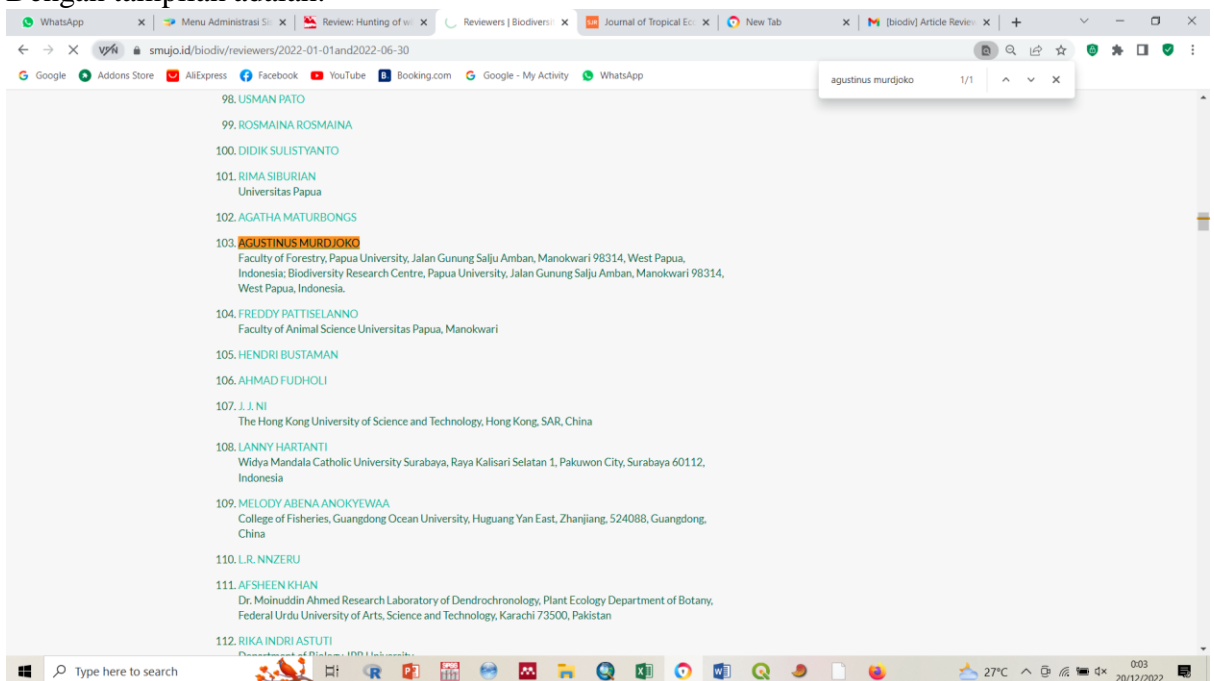 Dengan tampilan adalah:
WhatsApp
Menu Administrasi Si
Review: Hunting of wi
Reviewers | Biodiversi
SJR
Journal of Tropical Eco
New Tab
[biodiv] Article Review
VPN
smujo.id/biodiv/reviewers/2022-01-01and2022-06-30
Google
Addons Store
AliExpress
Facebook
YouTube
B.
Booking.com
Google - My Activity
WhatsApp
agustinus murdjoko 1/1
98. USMAN PATO
99. ROSMAINA ROSMAINA
100. DIDIK SULISTYANTO
101. RIMA SIBURIAN
Universitas Papua
102. AGATHA MATURBONGS
103. AGUSTINUS MURDJOKO
Faculty of Forestry, Papua University, Jalan Gunung Salju Amban, Manokwari 98314, West Papua,
Indonesia; Biodiversity Research Centre, Papua University, Jalan Gunung Salju Amban, Manokwari 98314,
West Papua, Indonesia.
104. FREDDY PATTISELANNO
Faculty of Animal Science Universitas Papua, Manokwari
105. HENDRI BUSTAMAN
106. AHMAD FUDHOLI
107. J. J. NI
The Hong Kong University of Science and Technology, Hong Kong, SAR, China
108. LANNY HARTANTI
Widya Mandala Catholic University Surabaya, Raya Kalisari Selatan 1, Pakuwon City, Surabaya 60112,
Indonesia
109. MELODY ABENA ANOKYEWAA
College of Fisheries, Guangdong Ocean University, Huguang Yan East, Zhanjiang, 524088, Guangdong,
China
110. L.R. NNZERU
111. AFSHEEN KHAN
Dr. Moinuddin Ahmed Research Laboratory of Dendrochronology, Plant Ecology Department of Botany,
Federal Urdu University of Arts, Science and Technology, Karachi 73500, Pakistan
112. RIKA INDRI ASTUTI
Department of Biology, IPB University
Type here to search
27°C
0:03
20/12/2022